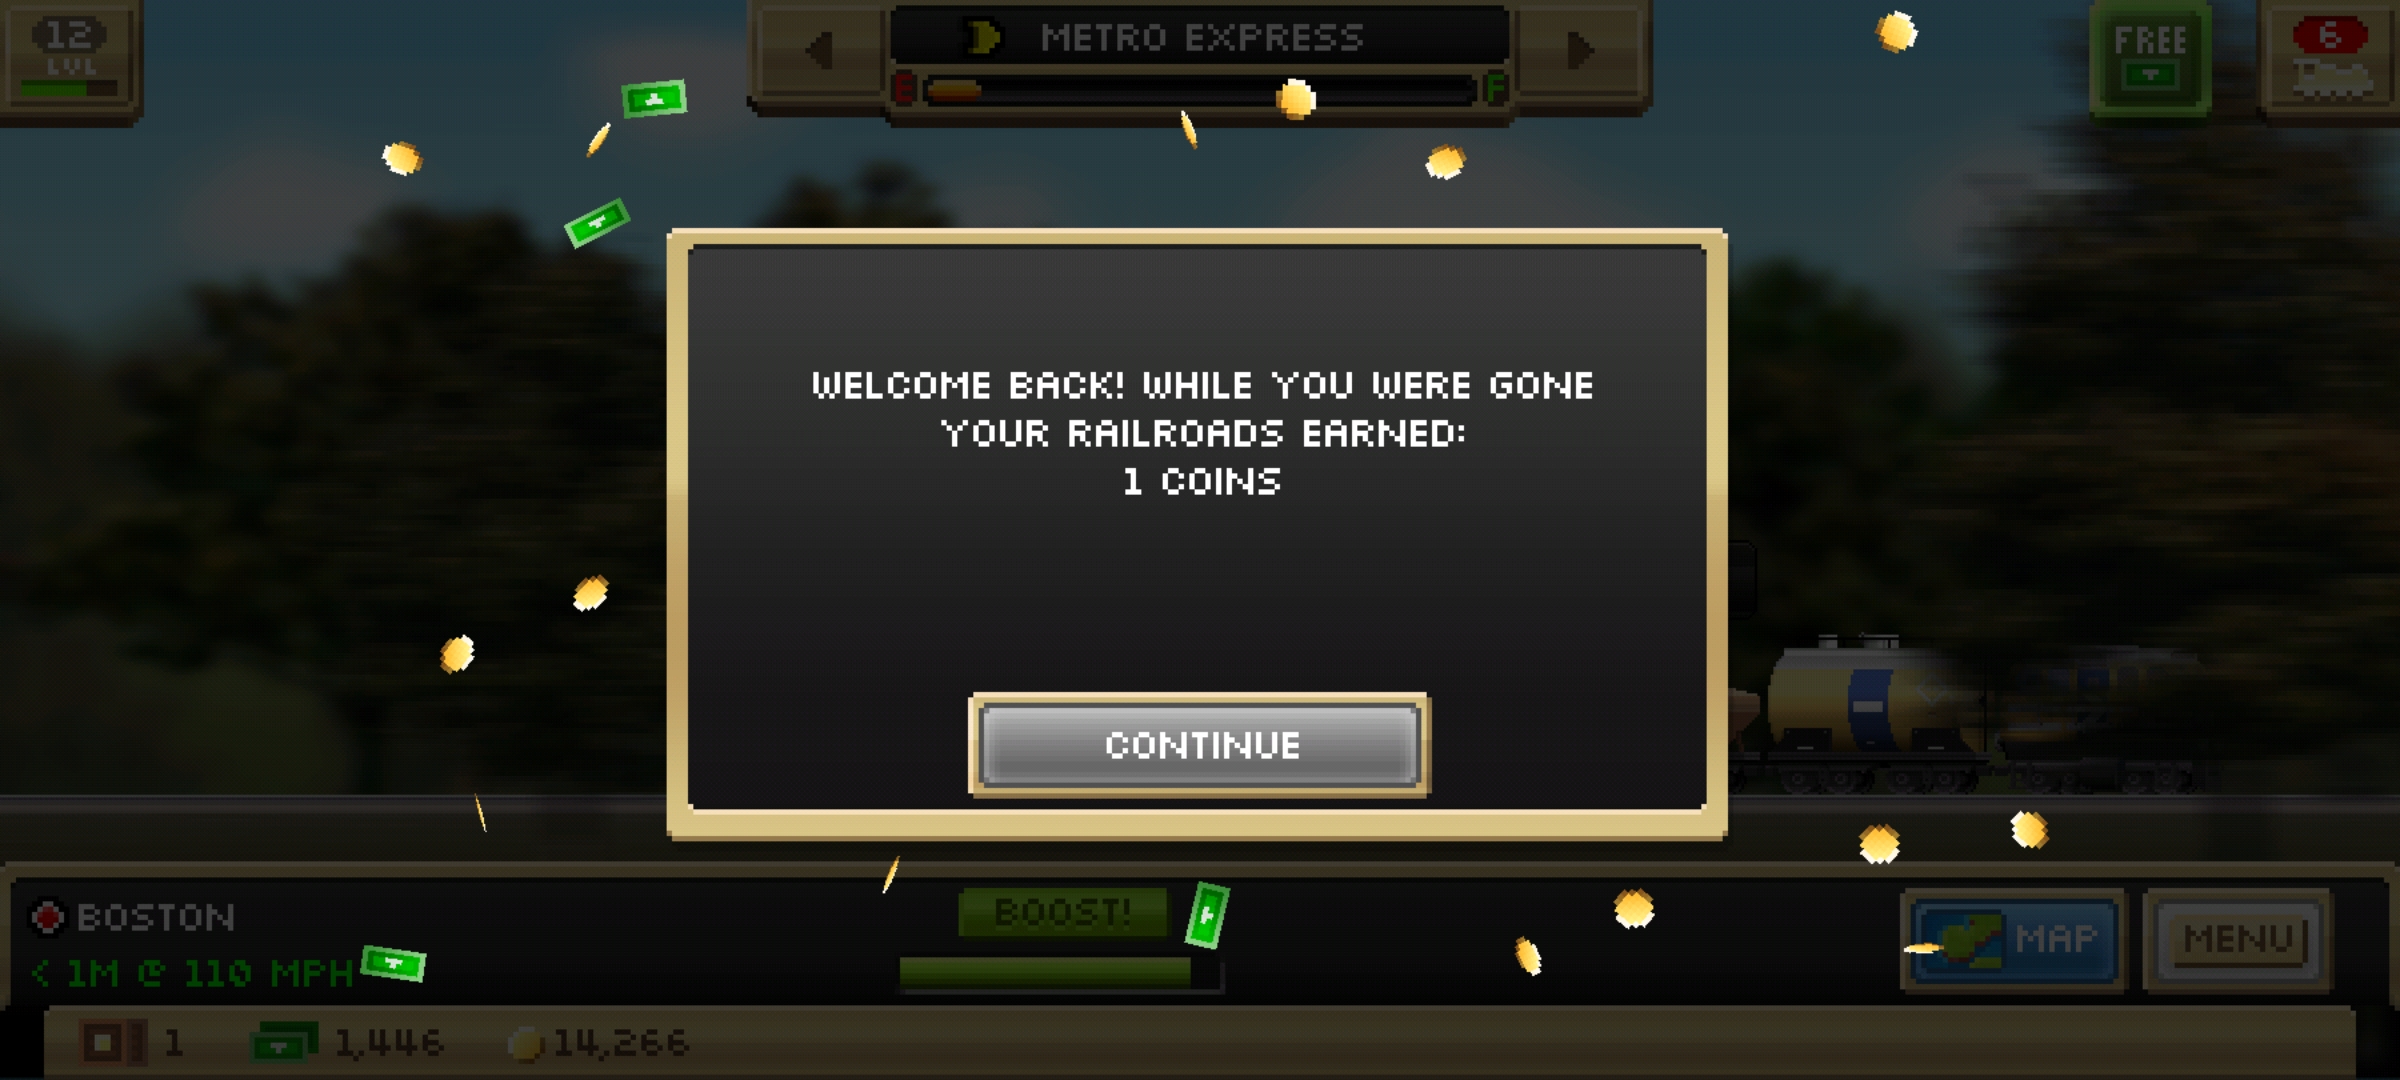 12
LVL
METRO EXPRESS
E F
FREE
6
WELCOME BACK! WHILE YOU WERE GONE
YOUR RAILROADS EARNED:
1 COINS
CONTINUE
BOSTON
< 1M @ 110 MPH
BOOST!
MAP
MENU
1 1,446 14,266